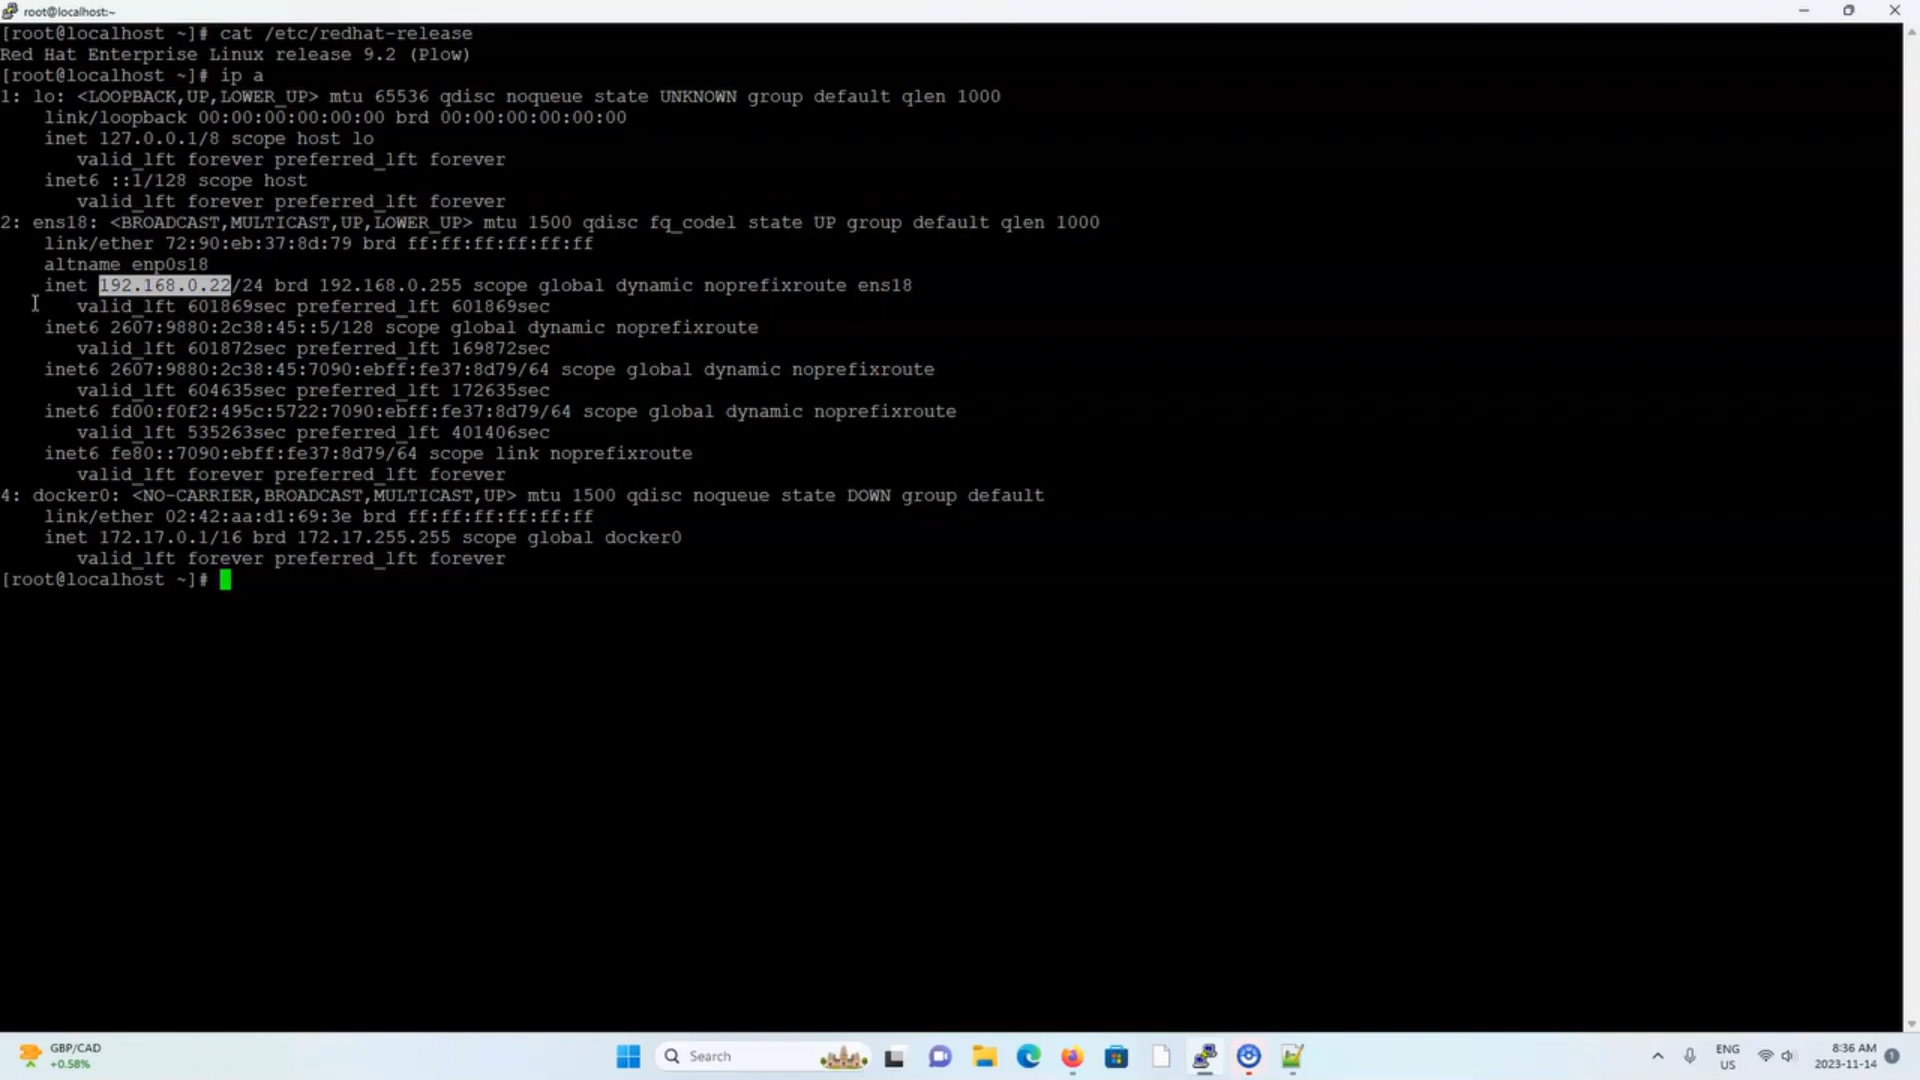 root@localhost:~
[root@localhost ~]# cat /etc/redhat-release
Red Hat Enterprise Linux release 9.2 (Plow)
[root@localhost ~]# ip a
1: lo: <LOOPBACK,UP,LOWER_UP> mtu 65536 qdisc noqueue state UNKNOWN group default qlen 1000
    link/loopback 00:00:00:00:00:00 brd 00:00:00:00:00:00
    inet 127.0.0.1/8 scope host lo
       valid_lft forever preferred_lft forever
    inet6 ::1/128 scope host
       valid_lft forever preferred_lft forever
2: ens18: <BROADCAST,MULTICAST,UP,LOWER_UP> mtu 1500 qdisc fq_codel state UP group default qlen 1000
    link/ether 72:90:eb:37:8d:79 brd ff:ff:ff:ff:ff:ff
    altname enp0s18
    inet 192.168.0.22/24 brd 192.168.0.255 scope global dynamic noprefixroute ens18
       valid_lft 601869sec preferred_lft 601869sec
    inet6 2607:9880:2c38:45::5/128 scope global dynamic noprefixroute
       valid_lft 601872sec preferred_lft 169872sec
    inet6 2607:9880:2c38:45:7090:ebff:fe37:8d79/64 scope global dynamic noprefixroute
       valid_lft 604635sec preferred_lft 172635sec
    inet6 fd00:f0f2:495c:5722:7090:ebff:fe37:8d79/64 scope global dynamic noprefixroute
       valid_lft 535263sec preferred_lft 401406sec
    inet6 fe80::7090:ebff:fe37:8d79/64 scope link noprefixroute
       valid_lft forever preferred_lft forever
4: docker0: <NO-CARRIER,BROADCAST,MULTICAST,UP> mtu 1500 qdisc noqueue state DOWN group default
    link/ether 02:42:aa:d1:69:3e brd ff:ff:ff:ff:ff:ff
    inet 172.17.0.1/16 brd 172.17.255.255 scope global docker0
       valid_lft forever preferred_lft forever
[root@localhost ~]#
GBP/CAD
+0.58%
Search
ENG
US
8:36 AM
2023-11-14
1